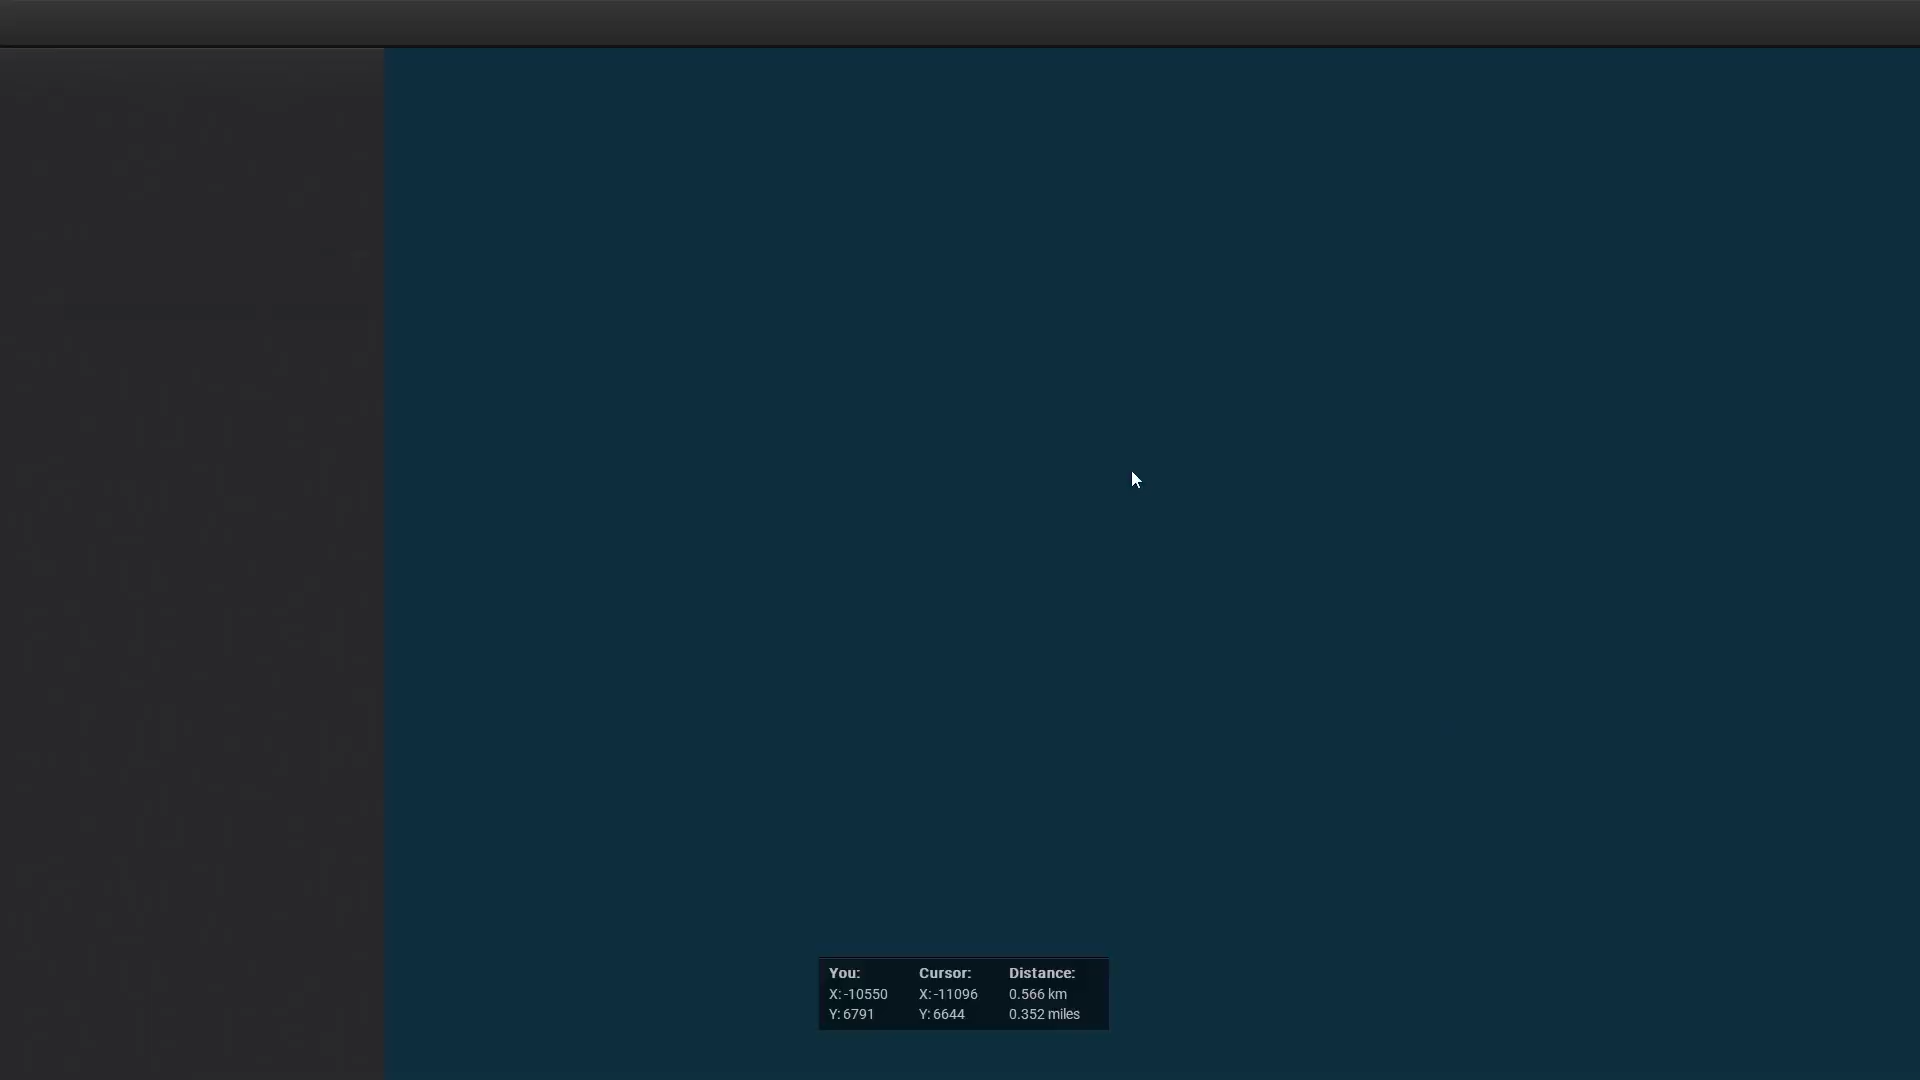 You: Cursor: Distance:
X: -10550 X: -11096 0.566 km
Y: 6791 Y: 6644 0.352 miles